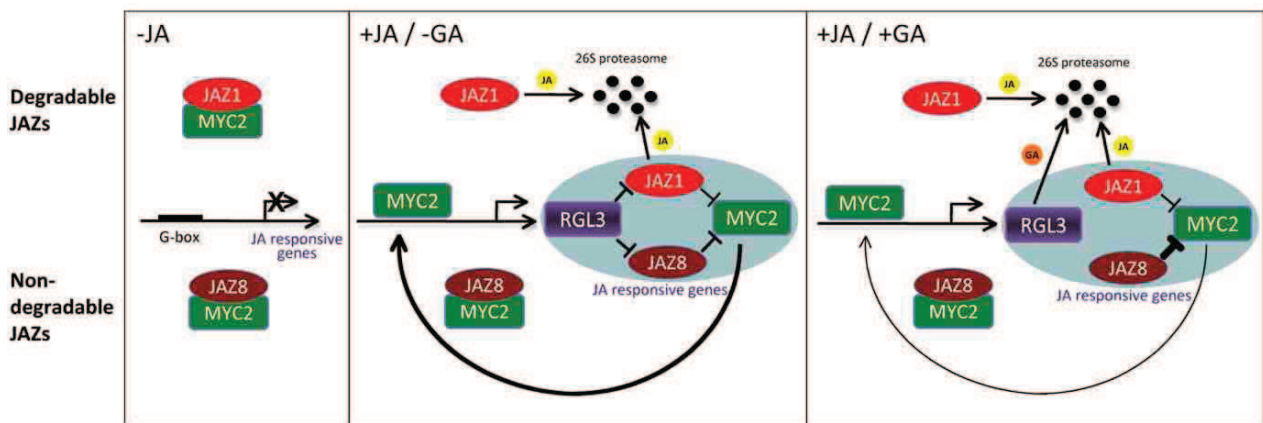 Degradable
JAZs
Non-
degradable
JAZs
-JA
JAZ1
MYC2
G-box
JA responsive
genes
JAZ8
MYC2
+JA / -GA
26S proteasome
JAZ1
JA
JA
MYC2
RGL3
JAZ1
MYC2
JAZ8
JA responsive genes
JAZ8
MYC2
+JA / +GA
26S proteasome
JAZ1
JA
GA
JA
MYC2
RGL3
JAZ1
MYC2
JAZ8
JA responsive genes
JAZ8
MYC2